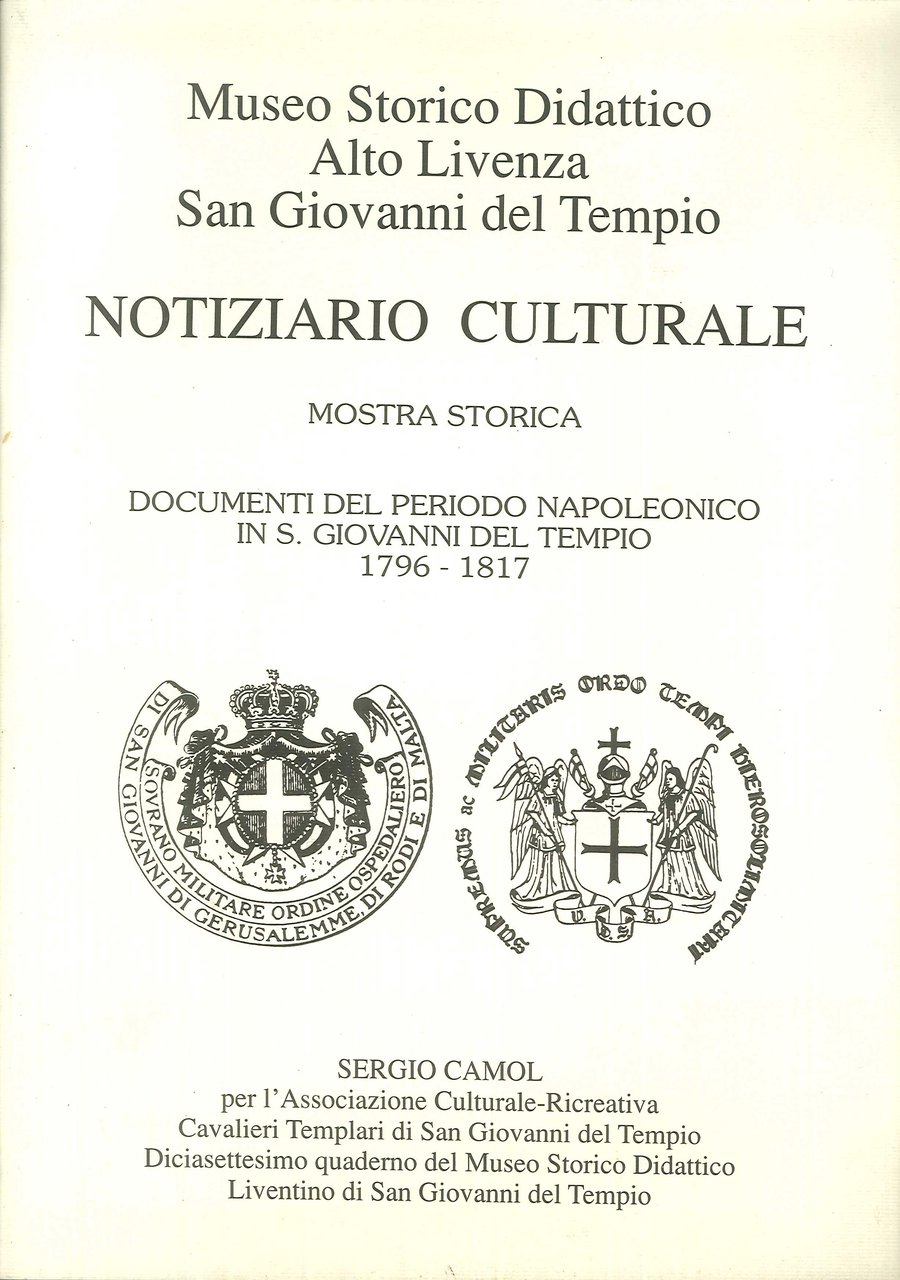 Museo Storico Didattico
Alto Livenza
San Giovanni del Tempio
NOTIZIARIO CULTURALE
MOSTRA STORICA
DOCUMENTI DEL PERIODO NAPOLEONICO
IN S. GIOVANNI DEL TEMPIO
1796 - 1817
(SOVRANO MILITARE ORDINE OSPEDALIERO)
DI SAN GIOVANNI DI GERUSALEMME, DI RODI E DI MALTA
SUPREMUS ac MILITARIS ORDO TEMPLI HIEROSOLIMITANI
V. D. S. A.
SERGIO CAMOL
per l'Associazione Culturale-Ricreativa
Cavalieri Templari di San Giovanni del Tempio
Diciasettesimo quaderno del Museo Storico Didattico
Liventino di San Giovanni del Tempio